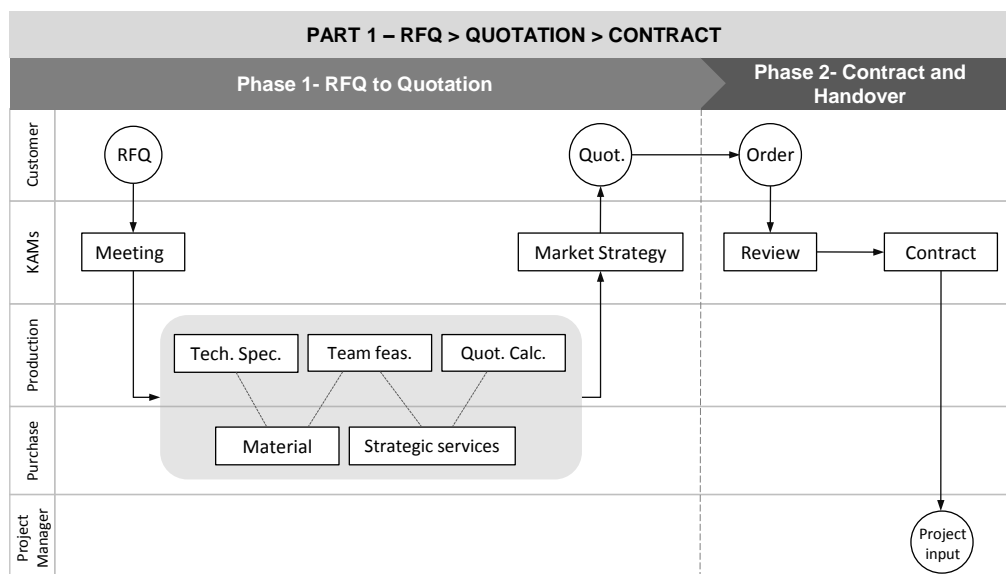 PART 1 – RFQ > QUOTATION > CONTRACT
Phase 1- RFQ to Quotation
Phase 2- Contract and
Handover
Customer
RFQ
Quot.
Order
KAMs
Meeting
Market Strategy
Review
Contract
Production
Tech. Spec.
Team feas.
Quot. Calc.
Purchase
Material
Strategic services
Project
Manager
Project
input